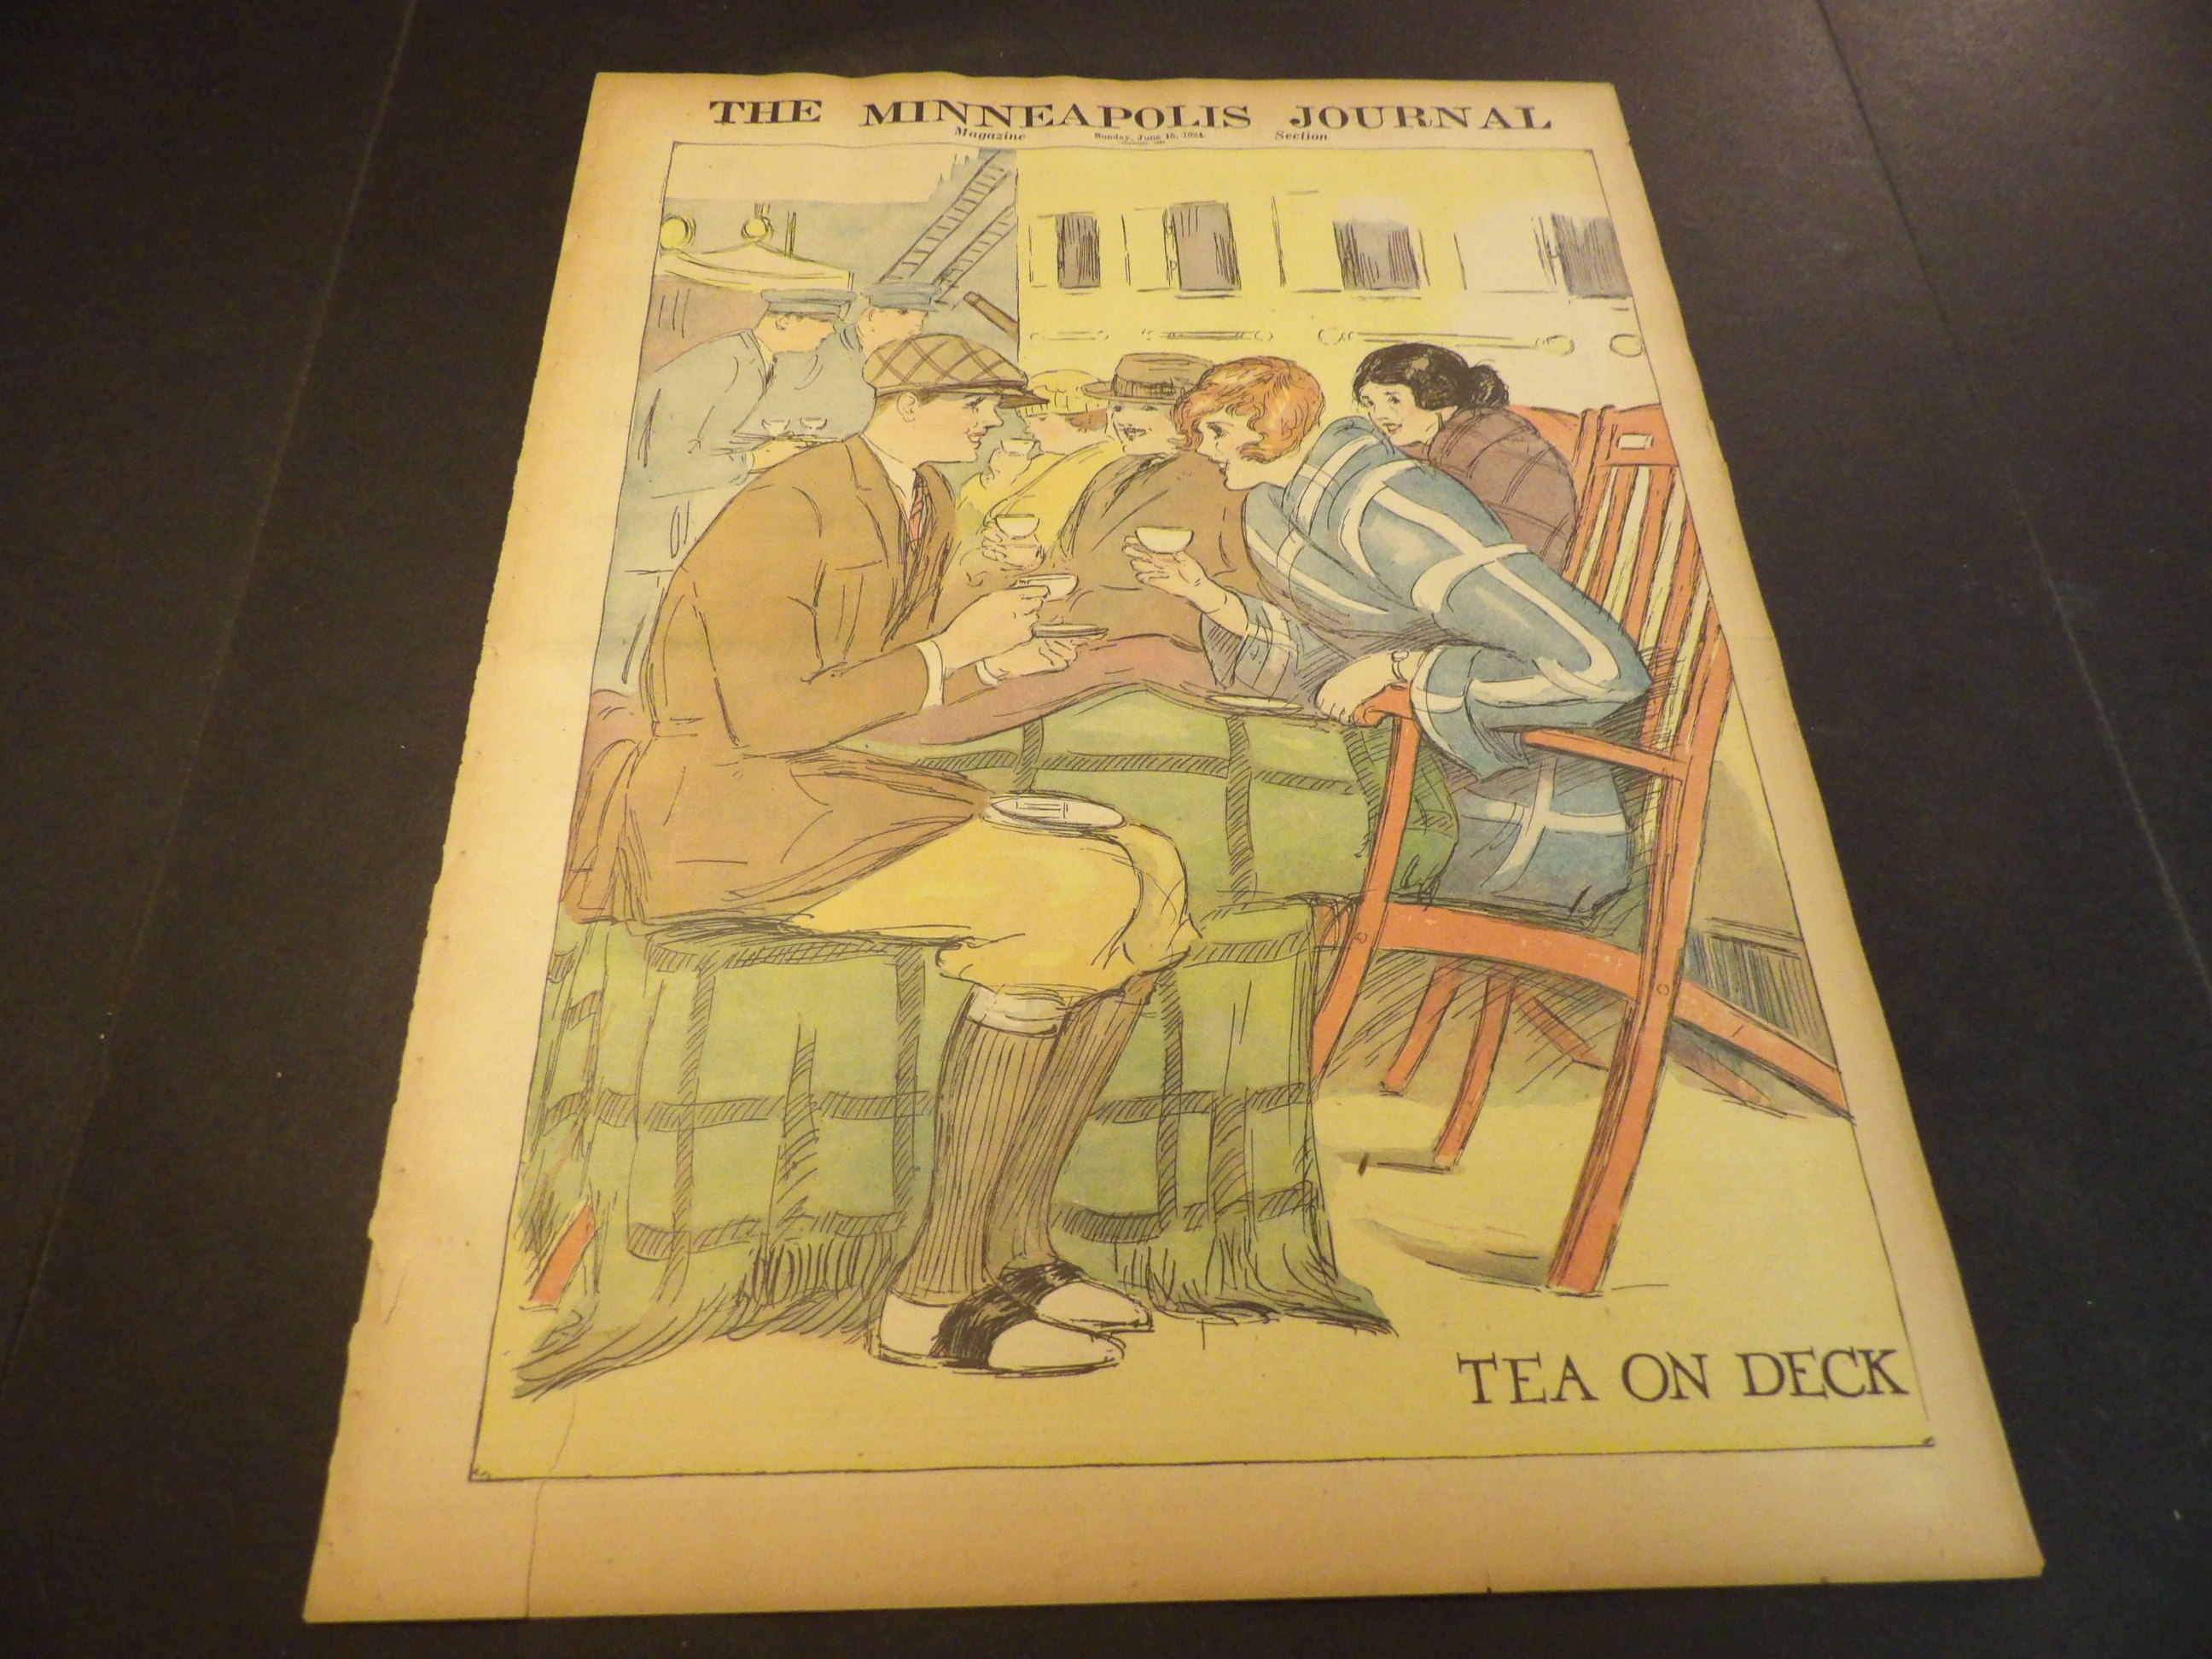 THE MINNEAPOLIS JOURNAL
Magazine Sunday, June 15, 1924. Section
TEA ON DECK